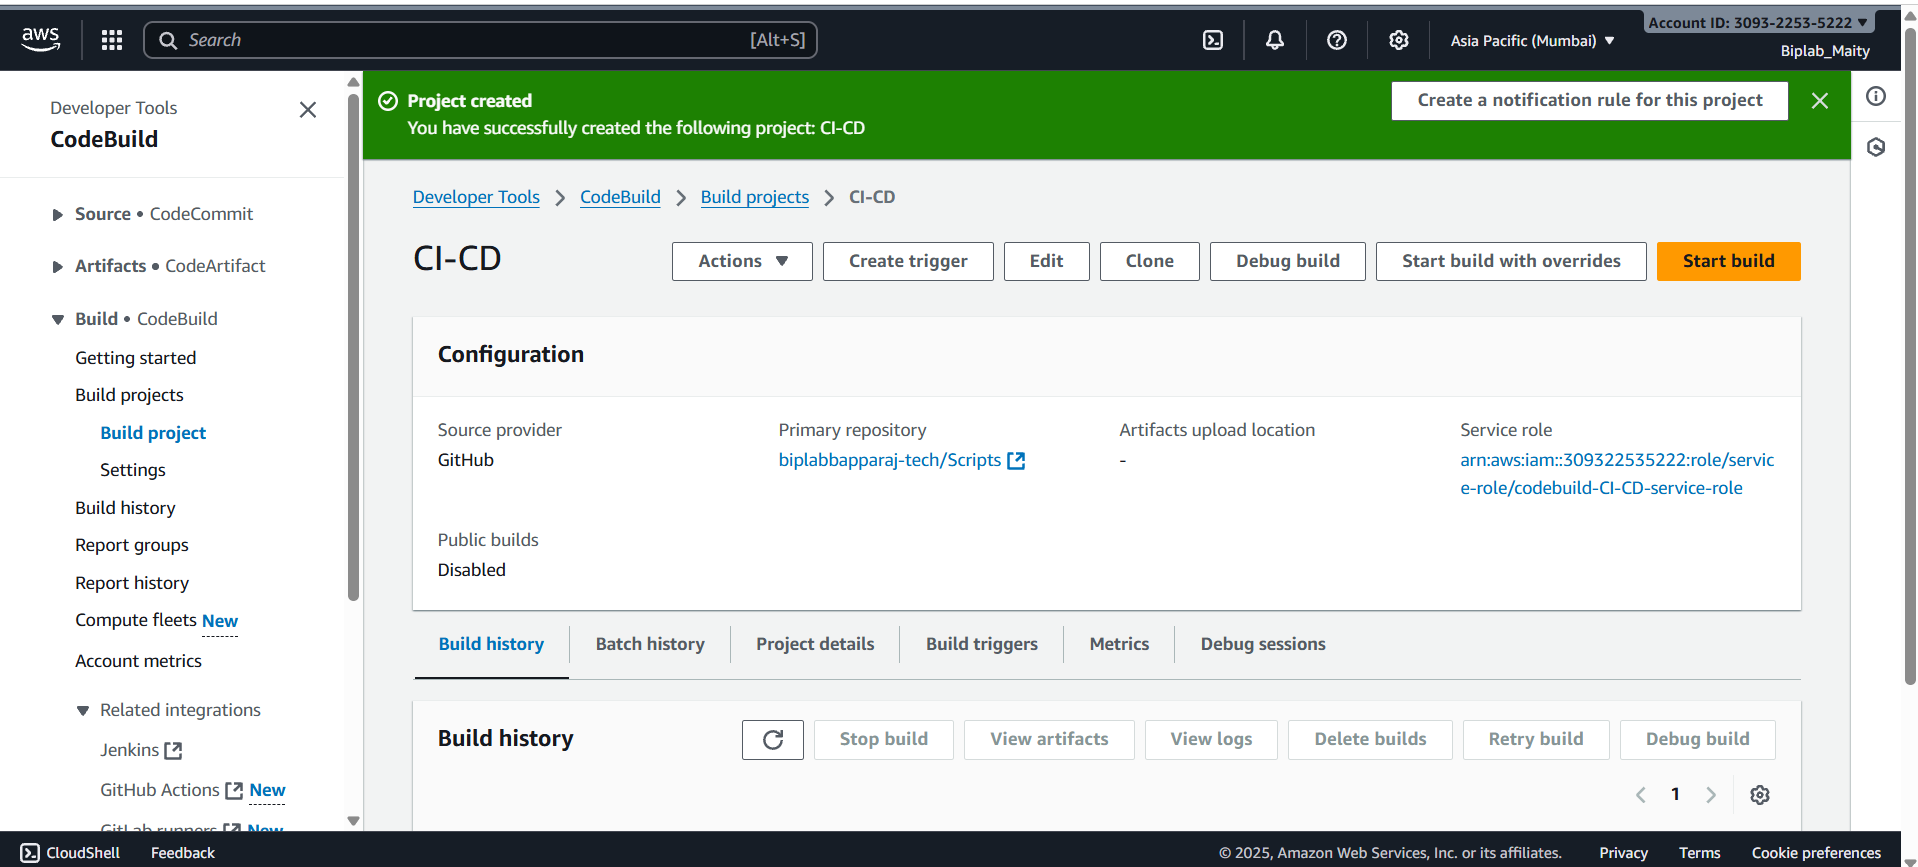 aws
Search [Alt+S]
Asia Pacific (Mumbai) ▼
Account ID: 3093-2253-5222 ▼
Biplab_Maity
Developer Tools
CodeBuild
Source • CodeCommit
Artifacts • CodeArtifact
Build • CodeBuild
Getting started
Build projects
Build project
Settings
Build history
Report groups
Report history
Compute fleets New
Account metrics
Related integrations
Jenkins
GitHub Actions New
GitLab runners New
Project created
You have successfully created the following project: CI-CD
Create a notification rule for this project
Developer Tools > CodeBuild > Build projects > CI-CD
CI-CD
Actions ▼ Create trigger Edit Clone Debug build Start build with overrides Start build
Configuration
Source provider
GitHub
Primary repository
biplabbapparaj-tech/Scripts
Artifacts upload location
-
Service role
arn:aws:iam::309322535222:role/servic
e-role/codebuild-CI-CD-service-role
Public builds
Disabled
Build history Batch history Project details Build triggers Metrics Debug sessions
Build history
Stop build View artifacts View logs Delete builds Retry build Debug build
< 1 >
CloudShell Feedback © 2025, Amazon Web Services, Inc. or its affiliates. Privacy Terms Cookie preferences